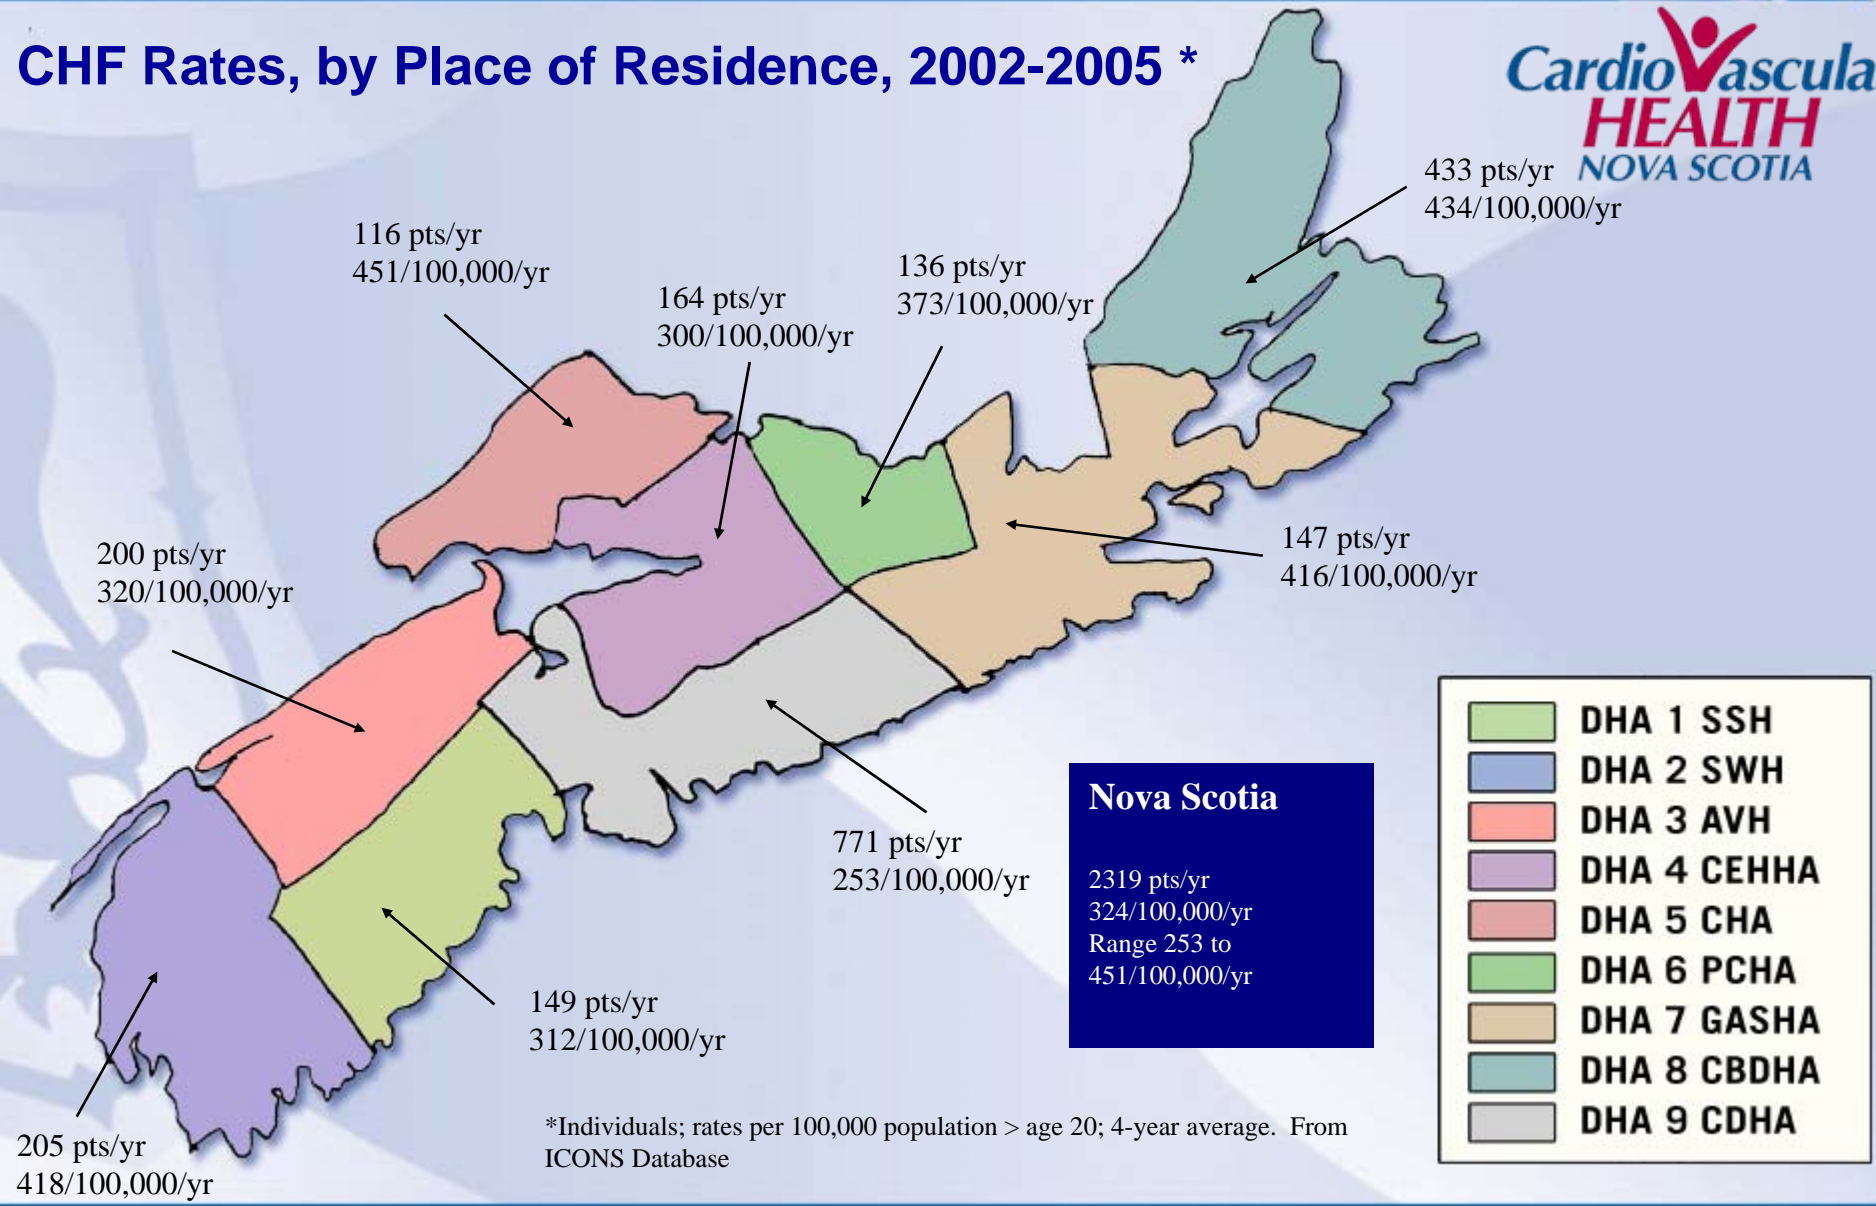 CHF Rates, by Place of Residence, 2002-2005 *
CardioVascula
HEALTH
NOVA SCOTIA
433 pts/yr
434/100,000/yr
116 pts/yr
451/100,000/yr
136 pts/yr
373/100,000/yr
164 pts/yr
300/100,000/yr
200 pts/yr
320/100,000/yr
147 pts/yr
416/100,000/yr
771 pts/yr
253/100,000/yr
149 pts/yr
312/100,000/yr
205 pts/yr
418/100,000/yr
Nova Scotia
2319 pts/yr
324/100,000/yr
Range 253 to
451/100,000/yr
DHA 1 SSH
DHA 2 SWH
DHA 3 AVH
DHA 4 CEHHA
DHA 5 CHA
DHA 6 PCHA
DHA 7 GASHA
DHA 8 CBDHA
DHA 9 CDHA
*Individuals; rates per 100,000 population > age 20; 4-year average. From
ICONS Database